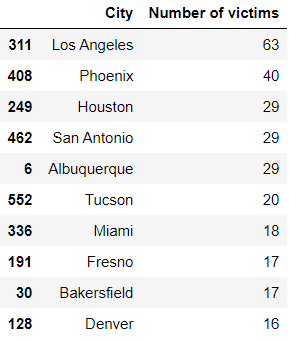 City Number of victims
311 Los Angeles 63
408 Phoenix 40
249 Houston 29
462 San Antonio 29
6 Albuquerque 29
552 Tucson 20
336 Miami 18
191 Fresno 17
30 Bakersfield 17
128 Denver 16